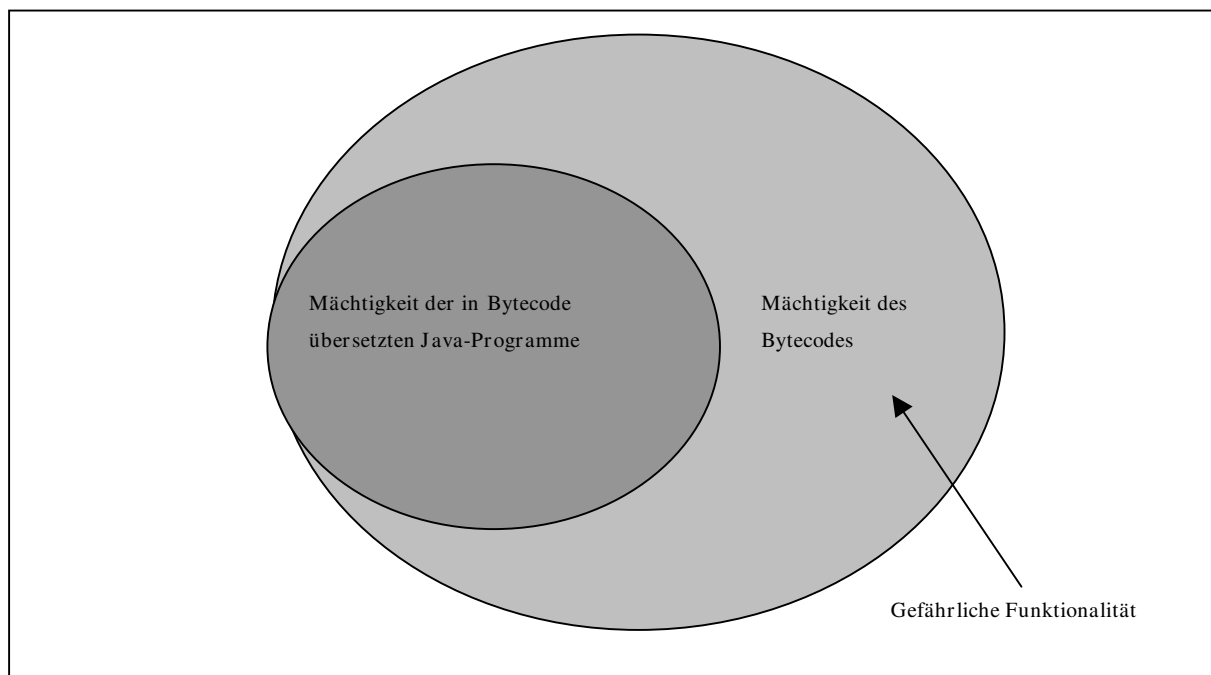 Mächtigkeit der in Bytecode
übersetzten Java-Programme
Mächtigkeit des
Bytecodes
Gefährliche Funktionalität